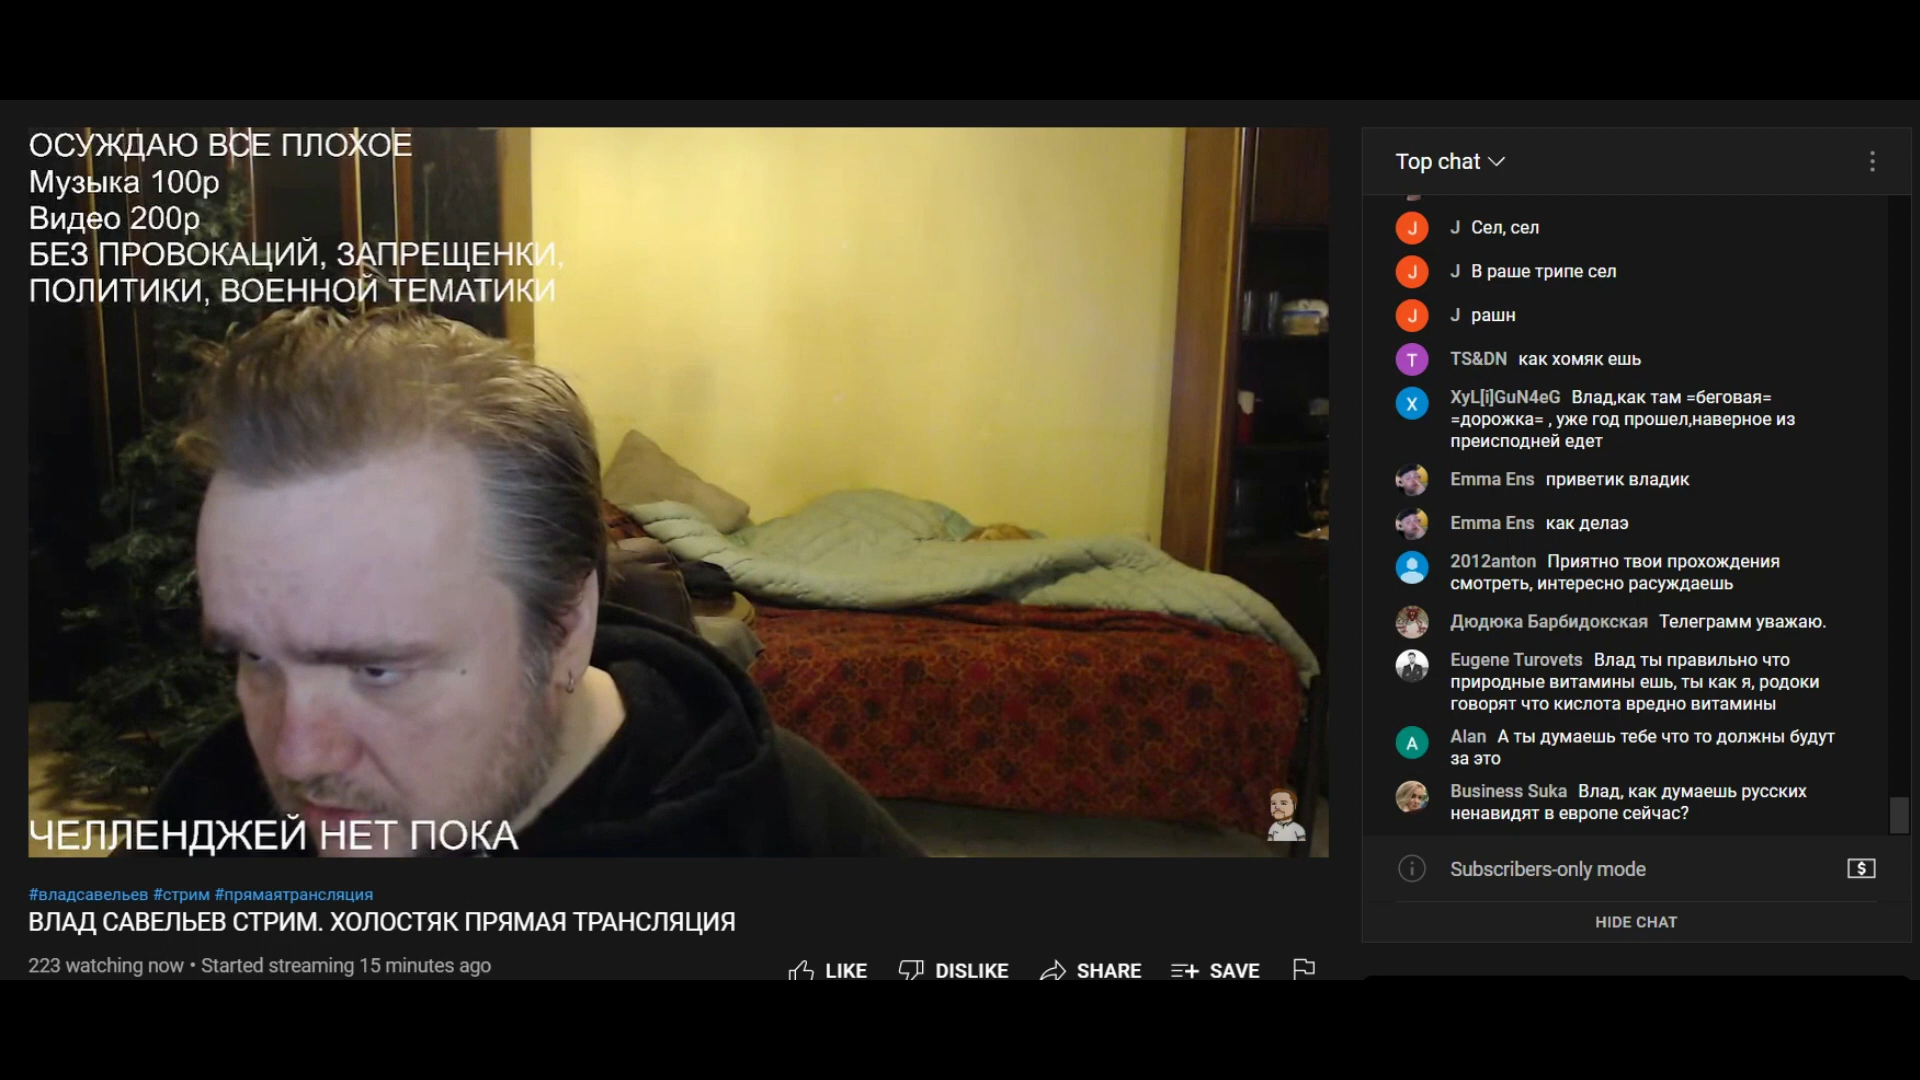 ОСУЖДАЮ ВСЕ ПЛОХОЕ
Музыка 100р
Видео 200р
БЕЗ ПРОВОКАЦИЙ, ЗАПРЕЩЕНКИ,
ПОЛИТИКИ, ВОЕННОЙ ТЕМАТИКИ
ЧЕЛЛЕНДЖЕЙ НЕТ ПОКА
#владсавельев #стрим #прямаятрансляция
ВЛАД САВЕЛЬЕВ СТРИМ. ХОЛОСТЯК ПРЯМАЯ ТРАНСЛЯЦИЯ
223 watching now • Started streaming 15 minutes ago
LIKE DISLIKE SHARE SAVE
Top chat
J J Сел, сел
J J В раше трипе сел
J J рашн
T TS&DN как хомяк ешь
X XyL[i]GuN4eG Влад,как там =беговая=
=дорожка= , уже год прошел,наверное из
преисподней едет
Emma Ens приветик владик
Emma Ens как делаэ
2012anton Приятно твои прохождения
смотреть, интересно расуждаешь
Дюдюка Барбидокская Телеграмм уважаю.
Eugene Turovets Влад ты правильно что
природные витамины ешь, ты как я, родоки
говорят что кислота вредно витамины
A Alan А ты думаешь тебе что то должны будут
за это
Business Suka Влад, как думаешь русских
ненавидят в европе сейчас?
Subscribers-only mode
HIDE CHAT